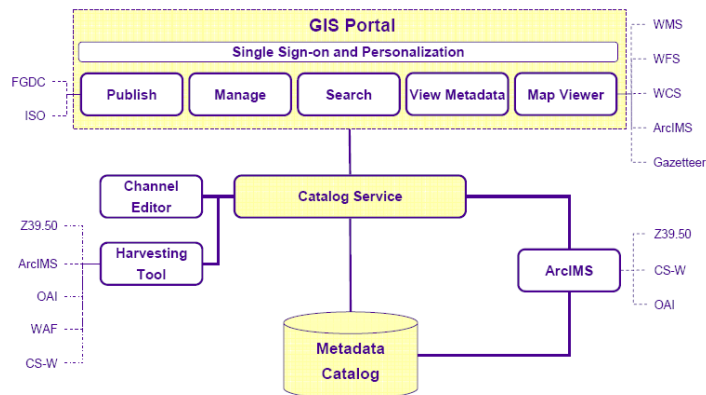 GIS Portal
Single Sign-on and Personalization
Publish
Manage
Search
View Metadata
Map Viewer
FGDC
ISO
WMS
WFS
WCS
ArcIMS
Gazetteer
Channel
Editor
Catalog Service
Harvesting
Tool
Z39.50
ArcIMS
OAI
WAF
CS-W
ArcIMS
Z39.50
CS-W
OAI
Metadata
Catalog